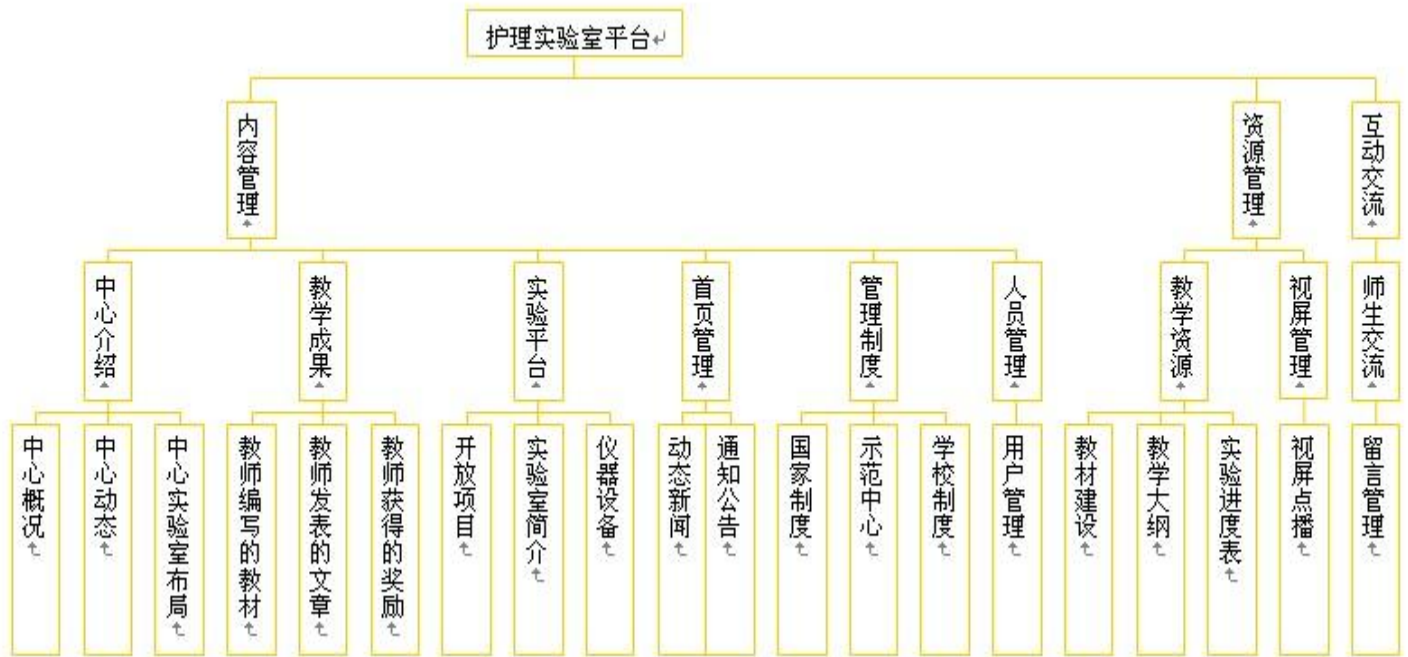 护理实验室平台
内容管理
资源管理
互动交流
中心介绍
教学成果
实验平台
首页管理
管理制度
人员管理
教学资源
视屏管理
师生交流
中心概况
中心动态
中心实验室布局
教师编写的教材
教师发表的文章
教师获得的奖励
开放项目
实验室简介
仪器设备
动态新闻
通知公告
国家制度
示范中心
学校制度
用户管理
教材建设
教学大纲
实验进度表
视屏点播
留言管理